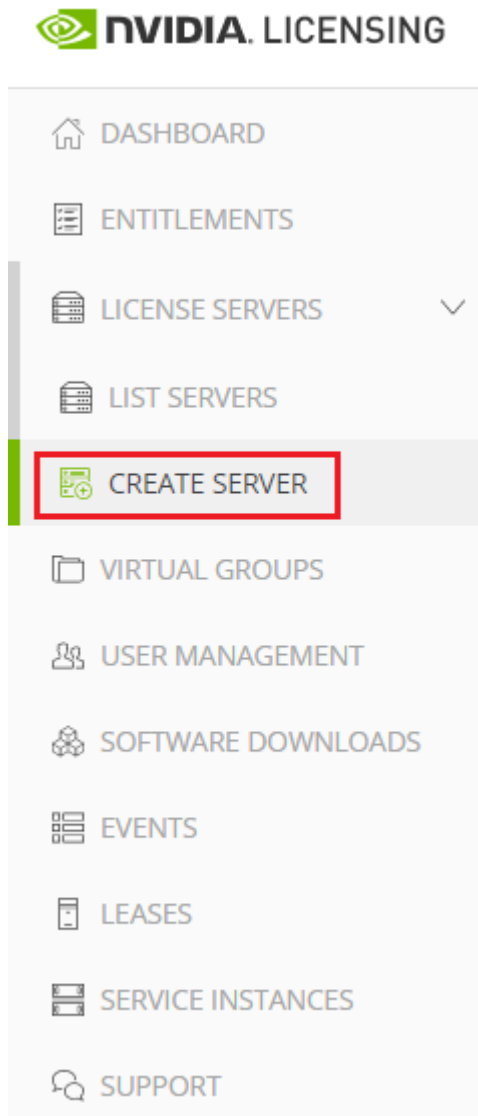 NVIDIA. LICENSING
DASHBOARD
ENTITLEMENTS
LICENSE SERVERS
LIST SERVERS
CREATE SERVER
VIRTUAL GROUPS
USER MANAGEMENT
SOFTWARE DOWNLOADS
EVENTS
LEASES
SERVICE INSTANCES
SUPPORT